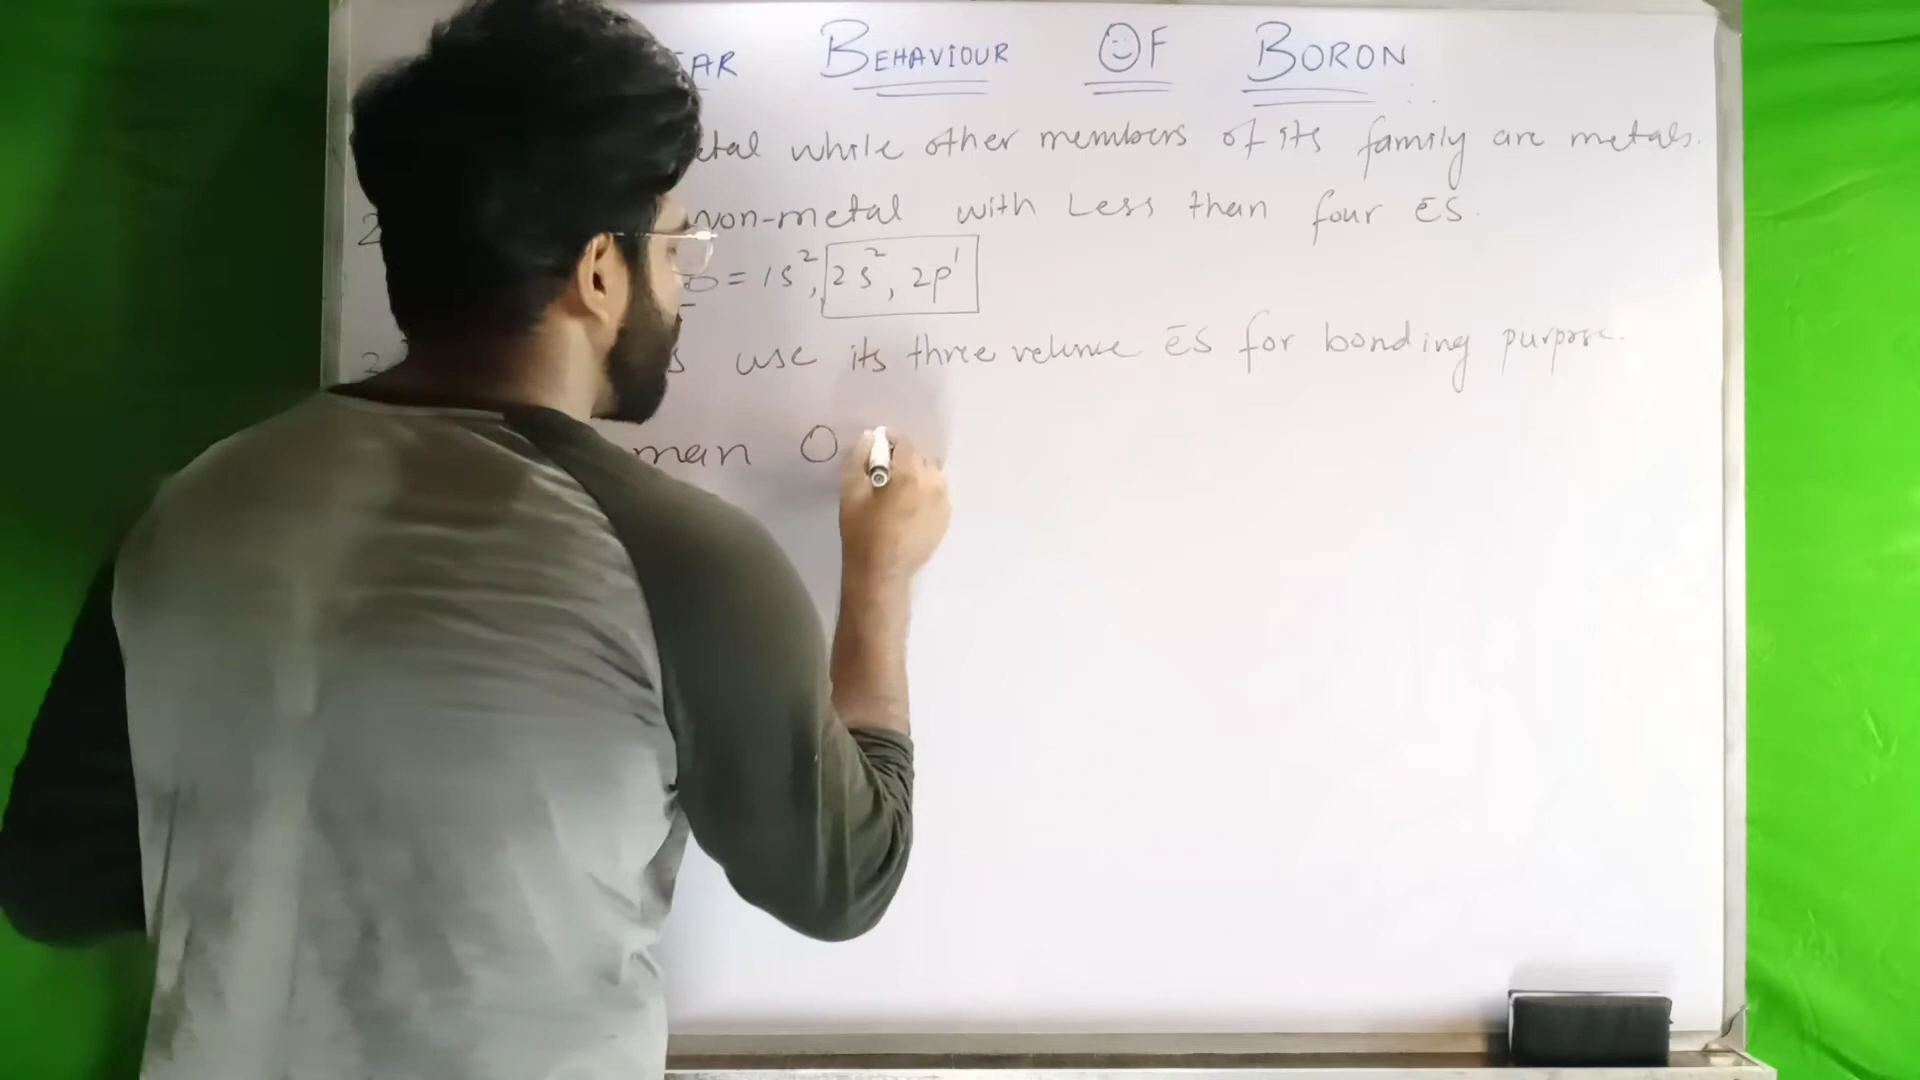 AR BEHAVIOUR OF BORON
etal while other members of its family are metals.
2 non-metal with Less than four ēS.
= 1s², 2s², 2p¹
3 s use its three velence ēs for bonding purpose.
man O